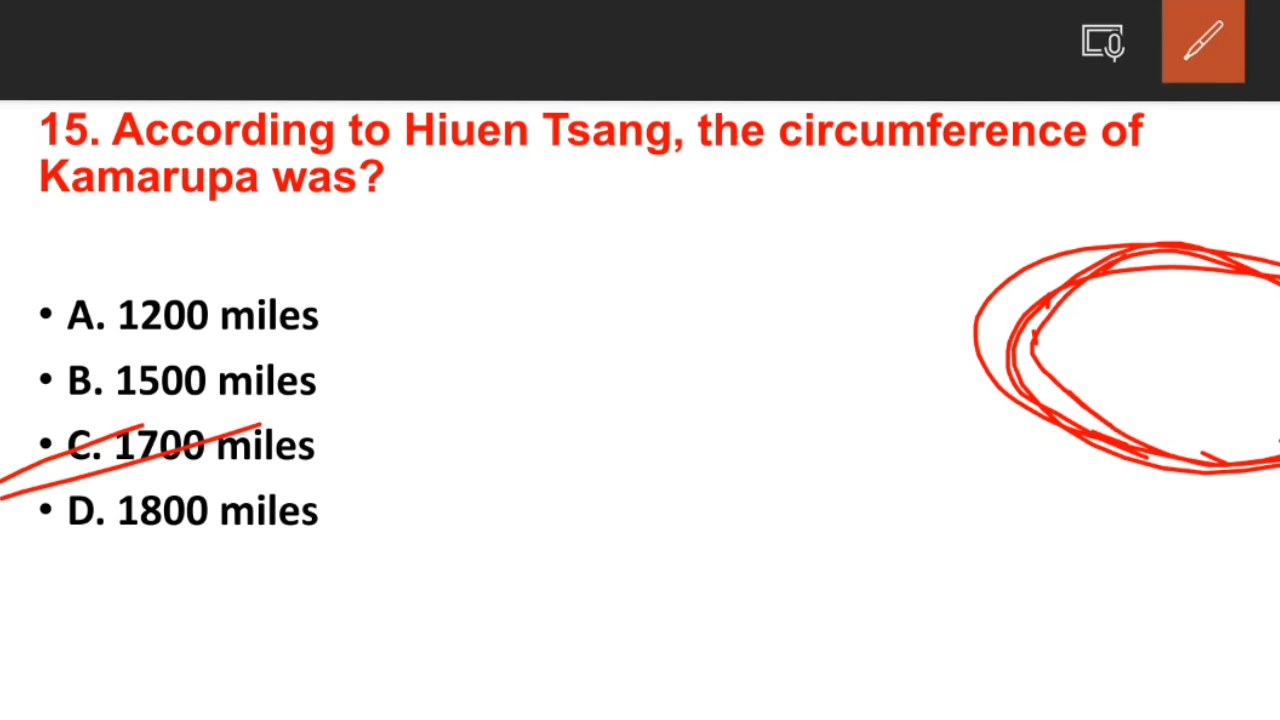 15. According to Hiuen Tsang, the circumference of
Kamarupa was?
• A. 1200 miles
• B. 1500 miles
• C. 1700 miles
• D. 1800 miles